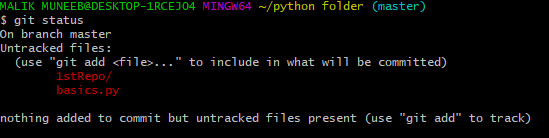 MALIK MUNEEB@DESKTOP-1RCEJO4 MINGW64 ~/python folder (master)
$ git status
On branch master
Untracked files:
  (use "git add <file>..." to include in what will be committed)
        1stRepo/
        basics.py

nothing added to commit but untracked files present (use "git add" to track)